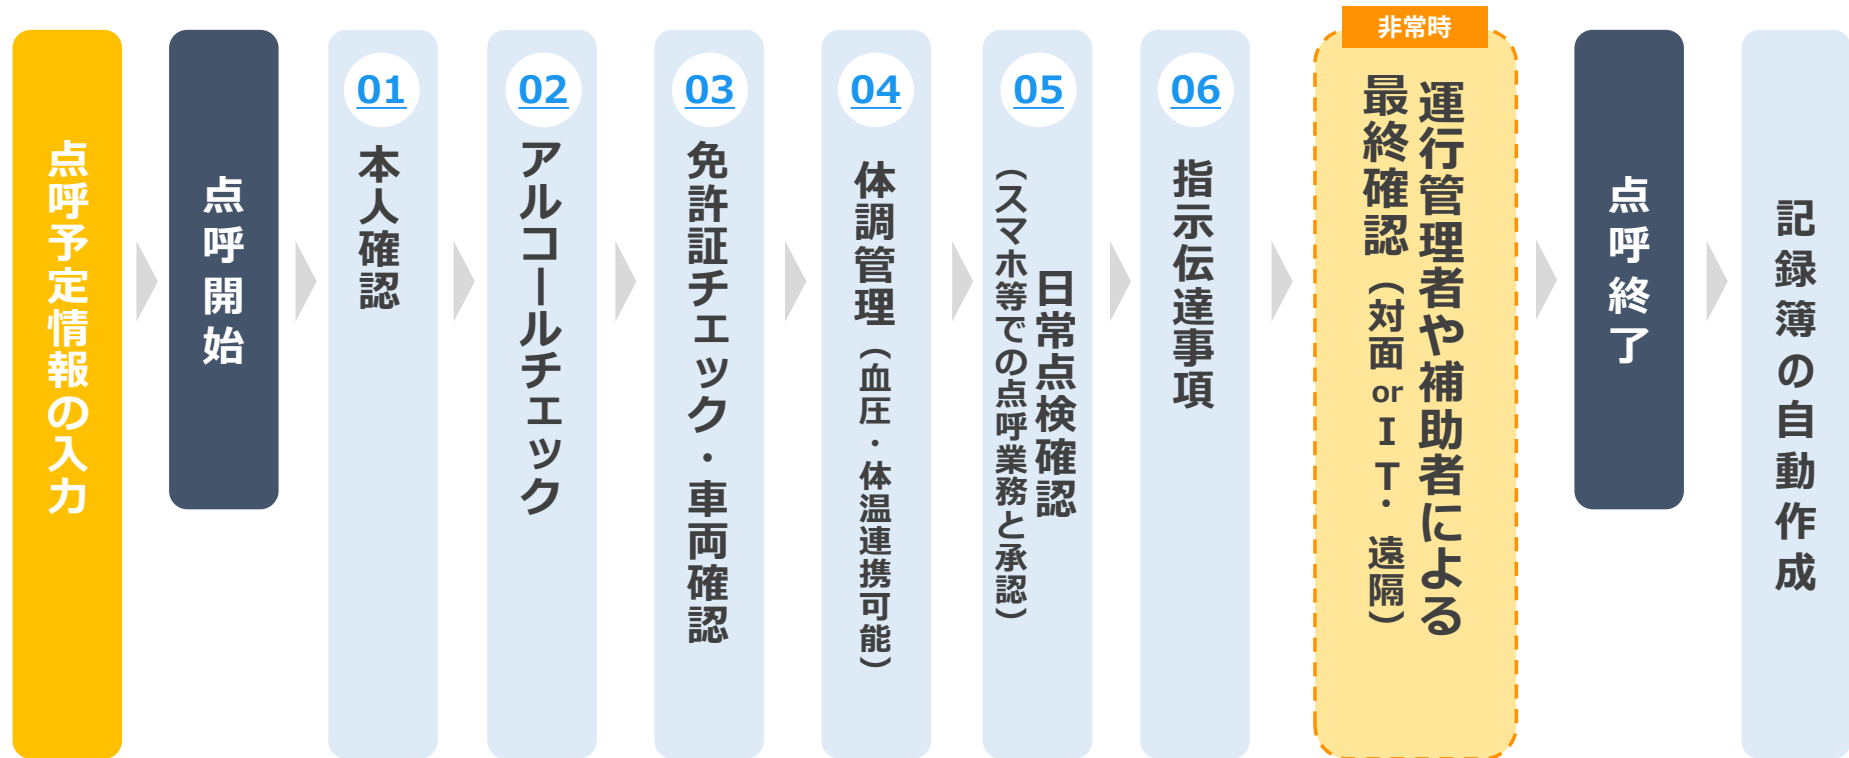 点呼予定情報の入力
点呼開始
01
本人確認
02
アルコールチェック
03
免許証チェック・車両確認
04
体調管理（血圧・体温連携可能）
05
日常点検確認
（スマホ等での点呼業務と承認）
06
指示伝達事項
非常時
運行管理者や補助者による
最終確認（対面orＩＴ・遠隔）
点呼終了
記録簿の自動作成